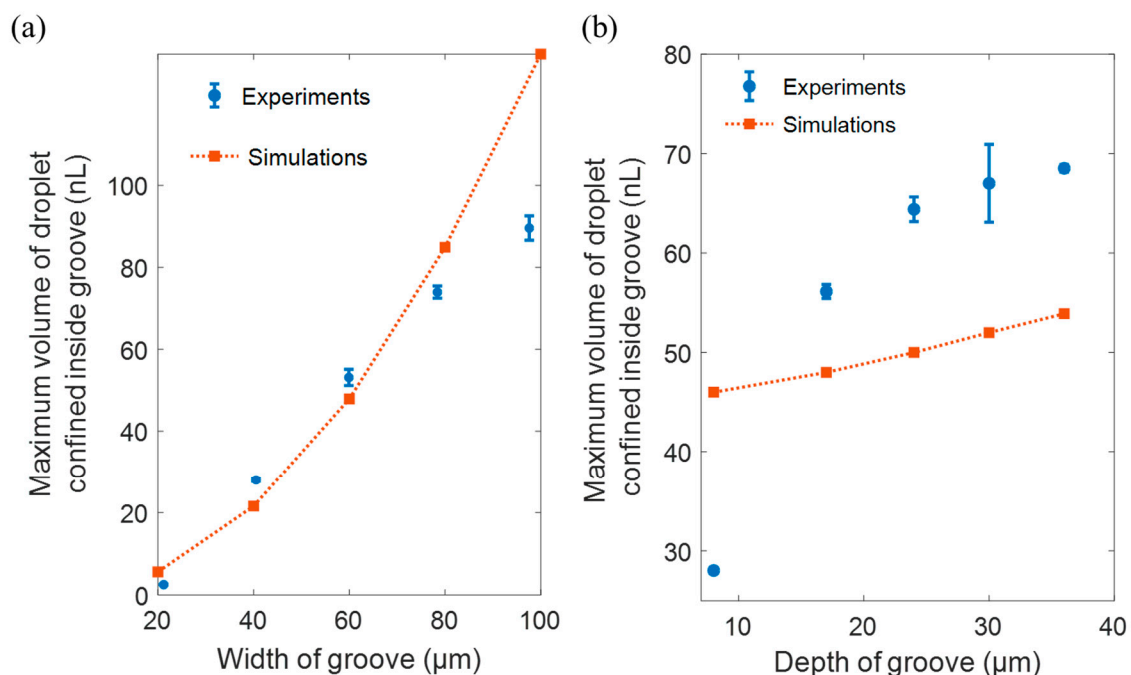 (a)
Experiments
Simulations
Maximum volume of droplet
confined inside groove (nL)
100
80
60
40
20
0
20 40 60 80 100
Width of groove (µm)
(b)
Experiments
Simulations
Maximum volume of droplet
confined inside groove (nL)
80
70
60
50
40
30
10 20 30 40
Depth of groove (µm)